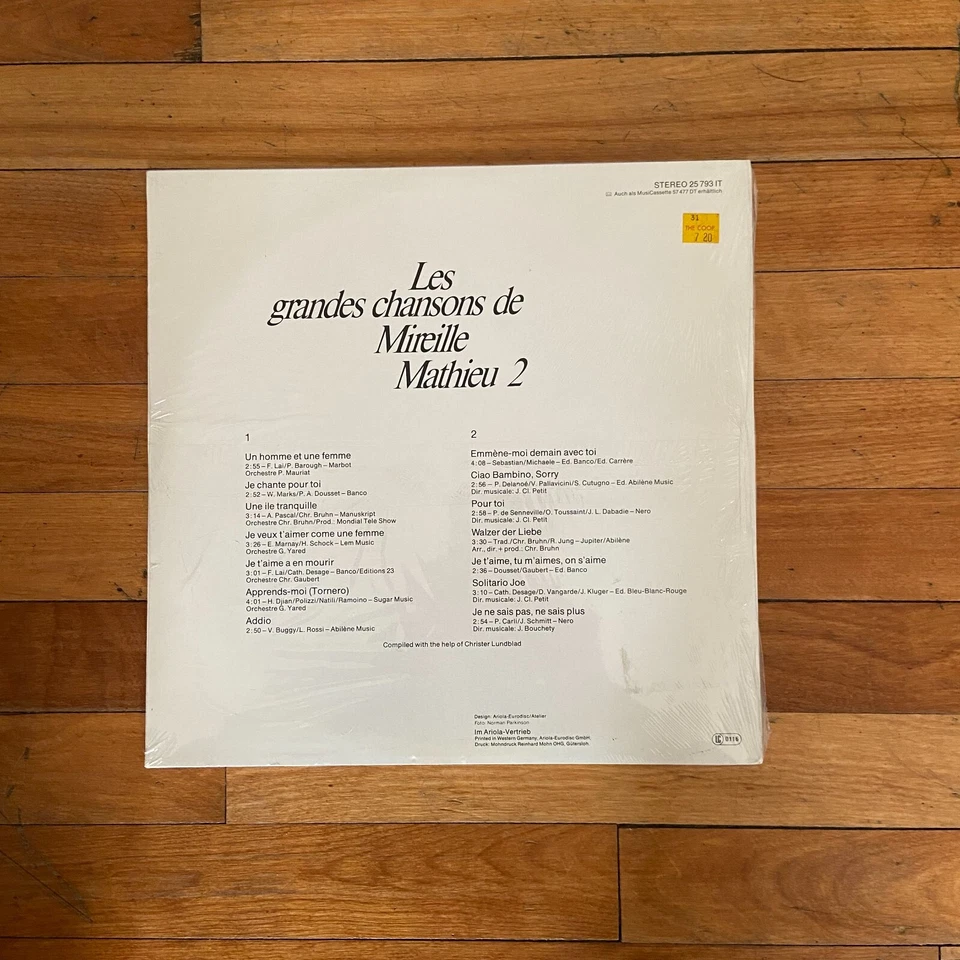 STEREO 25 793 IT
Auch als MusiCassette 57 477 DT erhältlich
31
THE COOP
7 20
Les
grandes chansons de
Mireille
Mathieu 2
1
Un homme et une femme
2:55 – F. Lai/P. Barough – Marbot
Orchestre P. Mauriat
Je chante pour toi
2:52 – W. Marks/P. A. Dousset – Banco
Une ile tranquille
3:14 – A. Pascal/Chr. Bruhn – Manuskript
Orchestre Chr. Bruhn/Prod.: Mondial Tele Show
Je veux t'aimer come une femme
3:26 – E. Marnay/H. Schock – Lem Music
Orchestre G. Yared
Je t'aime a en mourir
3:01 – F. Lai/Cath. Desage – Banco/Editions 23
Orchestre Chr. Gaubert
Apprends-moi (Tornero)
4:01 – H. Djian/Polizzi/Natili/Ramoino – Sugar Music
Orchestre G. Yared
Addio
2:50 – V. Buggy/L. Rossi – Abilène Music
2
Emmène-moi demain avec toi
4:08 – Sebastian/Michaele – Ed. Banco/Ed. Carrère
Ciao Bambino, Sorry
2:56 – P. Delanoé/V. Pallavicini/S. Cutugno – Ed. Abilène Music
Dir. musicale: J. Cl. Petit
Pour toi
2:58 – P. de Senneville/O. Toussaint/J. L. Dabadie – Nero
Dir. musicale: J. Cl. Petit
Walzer der Liebe
3:30 – Trad./Chr. Bruhn/R. Jung – Jupiter/Abilène
Arr., dir. + prod.: Chr. Bruhn
Je t'aime, tu m'aimes, on s'aime
2:36 – Dousset/Gaubert – Ed. Banco
Solitario Joe
3:10 – Cath. Desage/D. Vangarde/J. Kluger – Ed. Bleu-Blanc-Rouge
Dir. musicale: J. Cl. Petit
Je ne sais pas, ne sais plus
2:54 – P. Carli/J. Schmitt – Nero
Dir. musicale: J. Bouchety
Compiled with the help of Christer Lundblad
Design: Ariola-Eurodisc/Atelier
Foto: Norman Parkinson
Im Ariola-Vertrieb
Printed in Western Germany, Ariola-Eurodisc GmbH,
Druck: Mohndruck Reinhard Mohn OHG, Gütersloh.
LC 0116